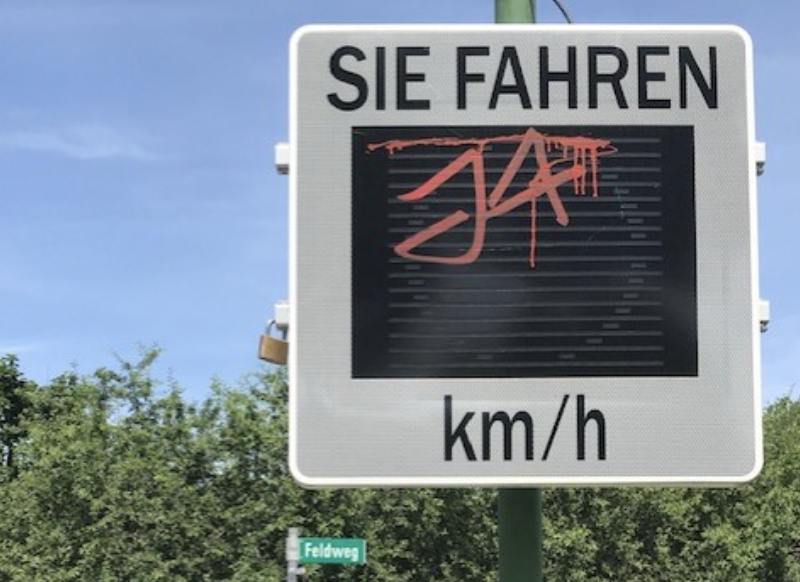 SIE FAHREN
JA
km/h
Feldweg